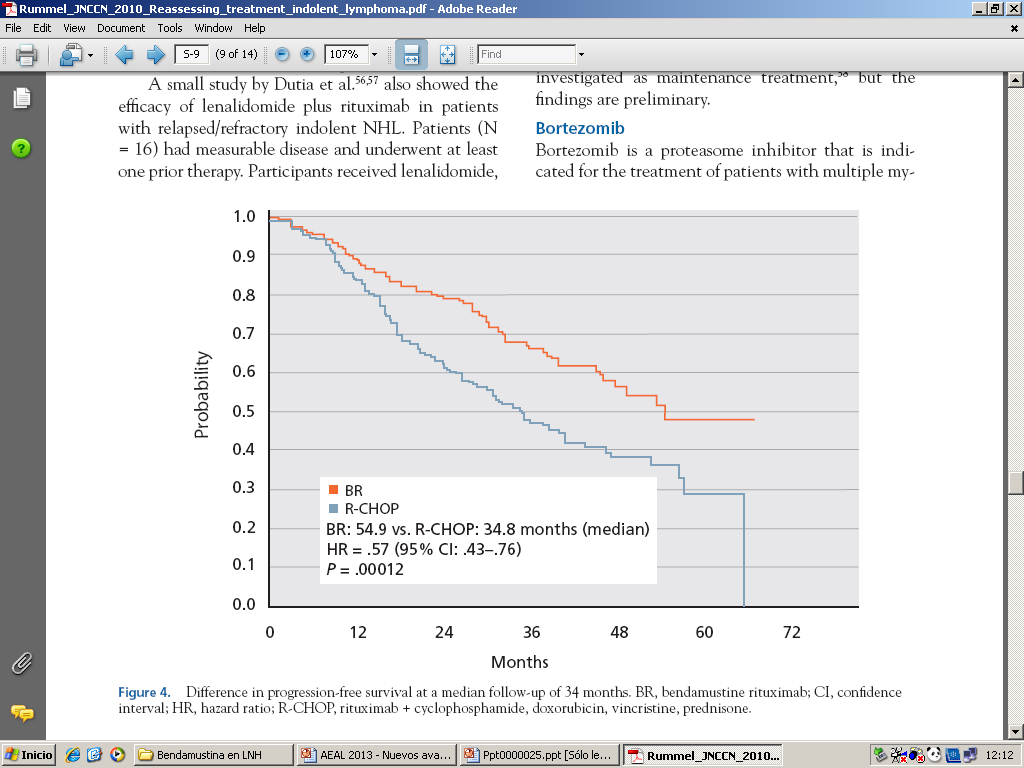 Rummel_JNCCN_2010_Reassessing_treatment_indolent_lymphoma.pdf - Adobe Reader
File Edit View Document Tools Window Help
S-9 (9 of 14) 107% Find
A small study by Dutia et al.56,57 also showed the
efficacy of lenalidomide plus rituximab in patients
with relapsed/refractory indolent NHL. Patients (N
= 16) had measurable disease and underwent at least
one prior therapy. Participants received lenalidomide,
investigated as maintenance treatment,58 but the
findings are preliminary.
Bortezomib
Bortezomib is a proteasome inhibitor that is indi-
cated for the treatment of patients with multiple my-
1.0
0.9
0.8
0.7
0.6
0.5
0.4
0.3
0.2
0.1
0.0
Probability
BR
R-CHOP
BR: 54.9 vs. R-CHOP: 34.8 months (median)
HR = .57 (95% CI: .43–.76)
P = .00012
0 12 24 36 48 60 72
Months
Figure 4. Difference in progression-free survival at a median follow-up of 34 months. BR, bendamustine rituximab; CI, confidence
interval; HR, hazard ratio; R-CHOP, rituximab + cyclophosphamide, doxorubicin, vincristine, prednisone.
Inicio Bendamustina en LNH AEAL 2013 - Nuevos ava... Ppt0000025.ppt [Sólo le... Rummel_JNCCN_2010... 12:12